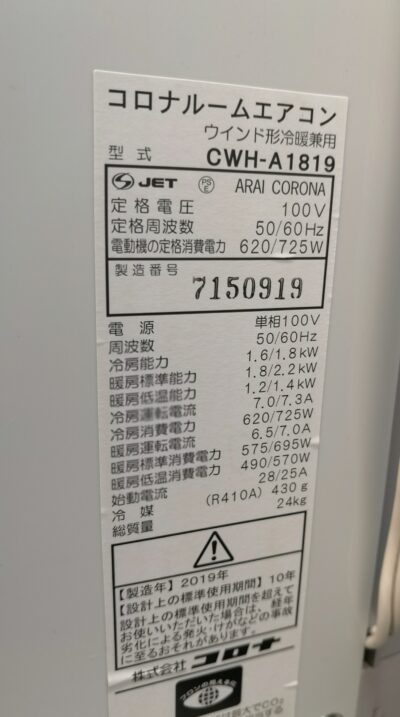 コロナルームエアコン
ウインド形冷暖兼用
型式 CWH-A1819
JET PSE ARAI CORONA
定格電圧 100V
定格周波数 50/60Hz
電動機の定格消費電力 620/725W
製造番号 7150919
電源 単相100V
周波数 50/60Hz
冷房能力 1.6/1.8kW
暖房標準能力 1.8/2.2kW
暖房低温能力 1.2/1.4kW
冷房運転電流 7.0/7.3A
冷房消費電力 620/725W
暖房運転電流 6.5/7.0A
暖房標準消費電力 575/695W
暖房低温消費電力 490/570W
始動電流 28/25A
冷媒 (R410A) 430g
総質量 24kg
【製造年】2019年
【設計上の標準使用期間】10年
設計上の標準使用期間を超えて
お使いいただいた場合は、経年
劣化による発火・けがなどの事故
に至るおそれがあります。
株式会社コロナ
フロンの見える化